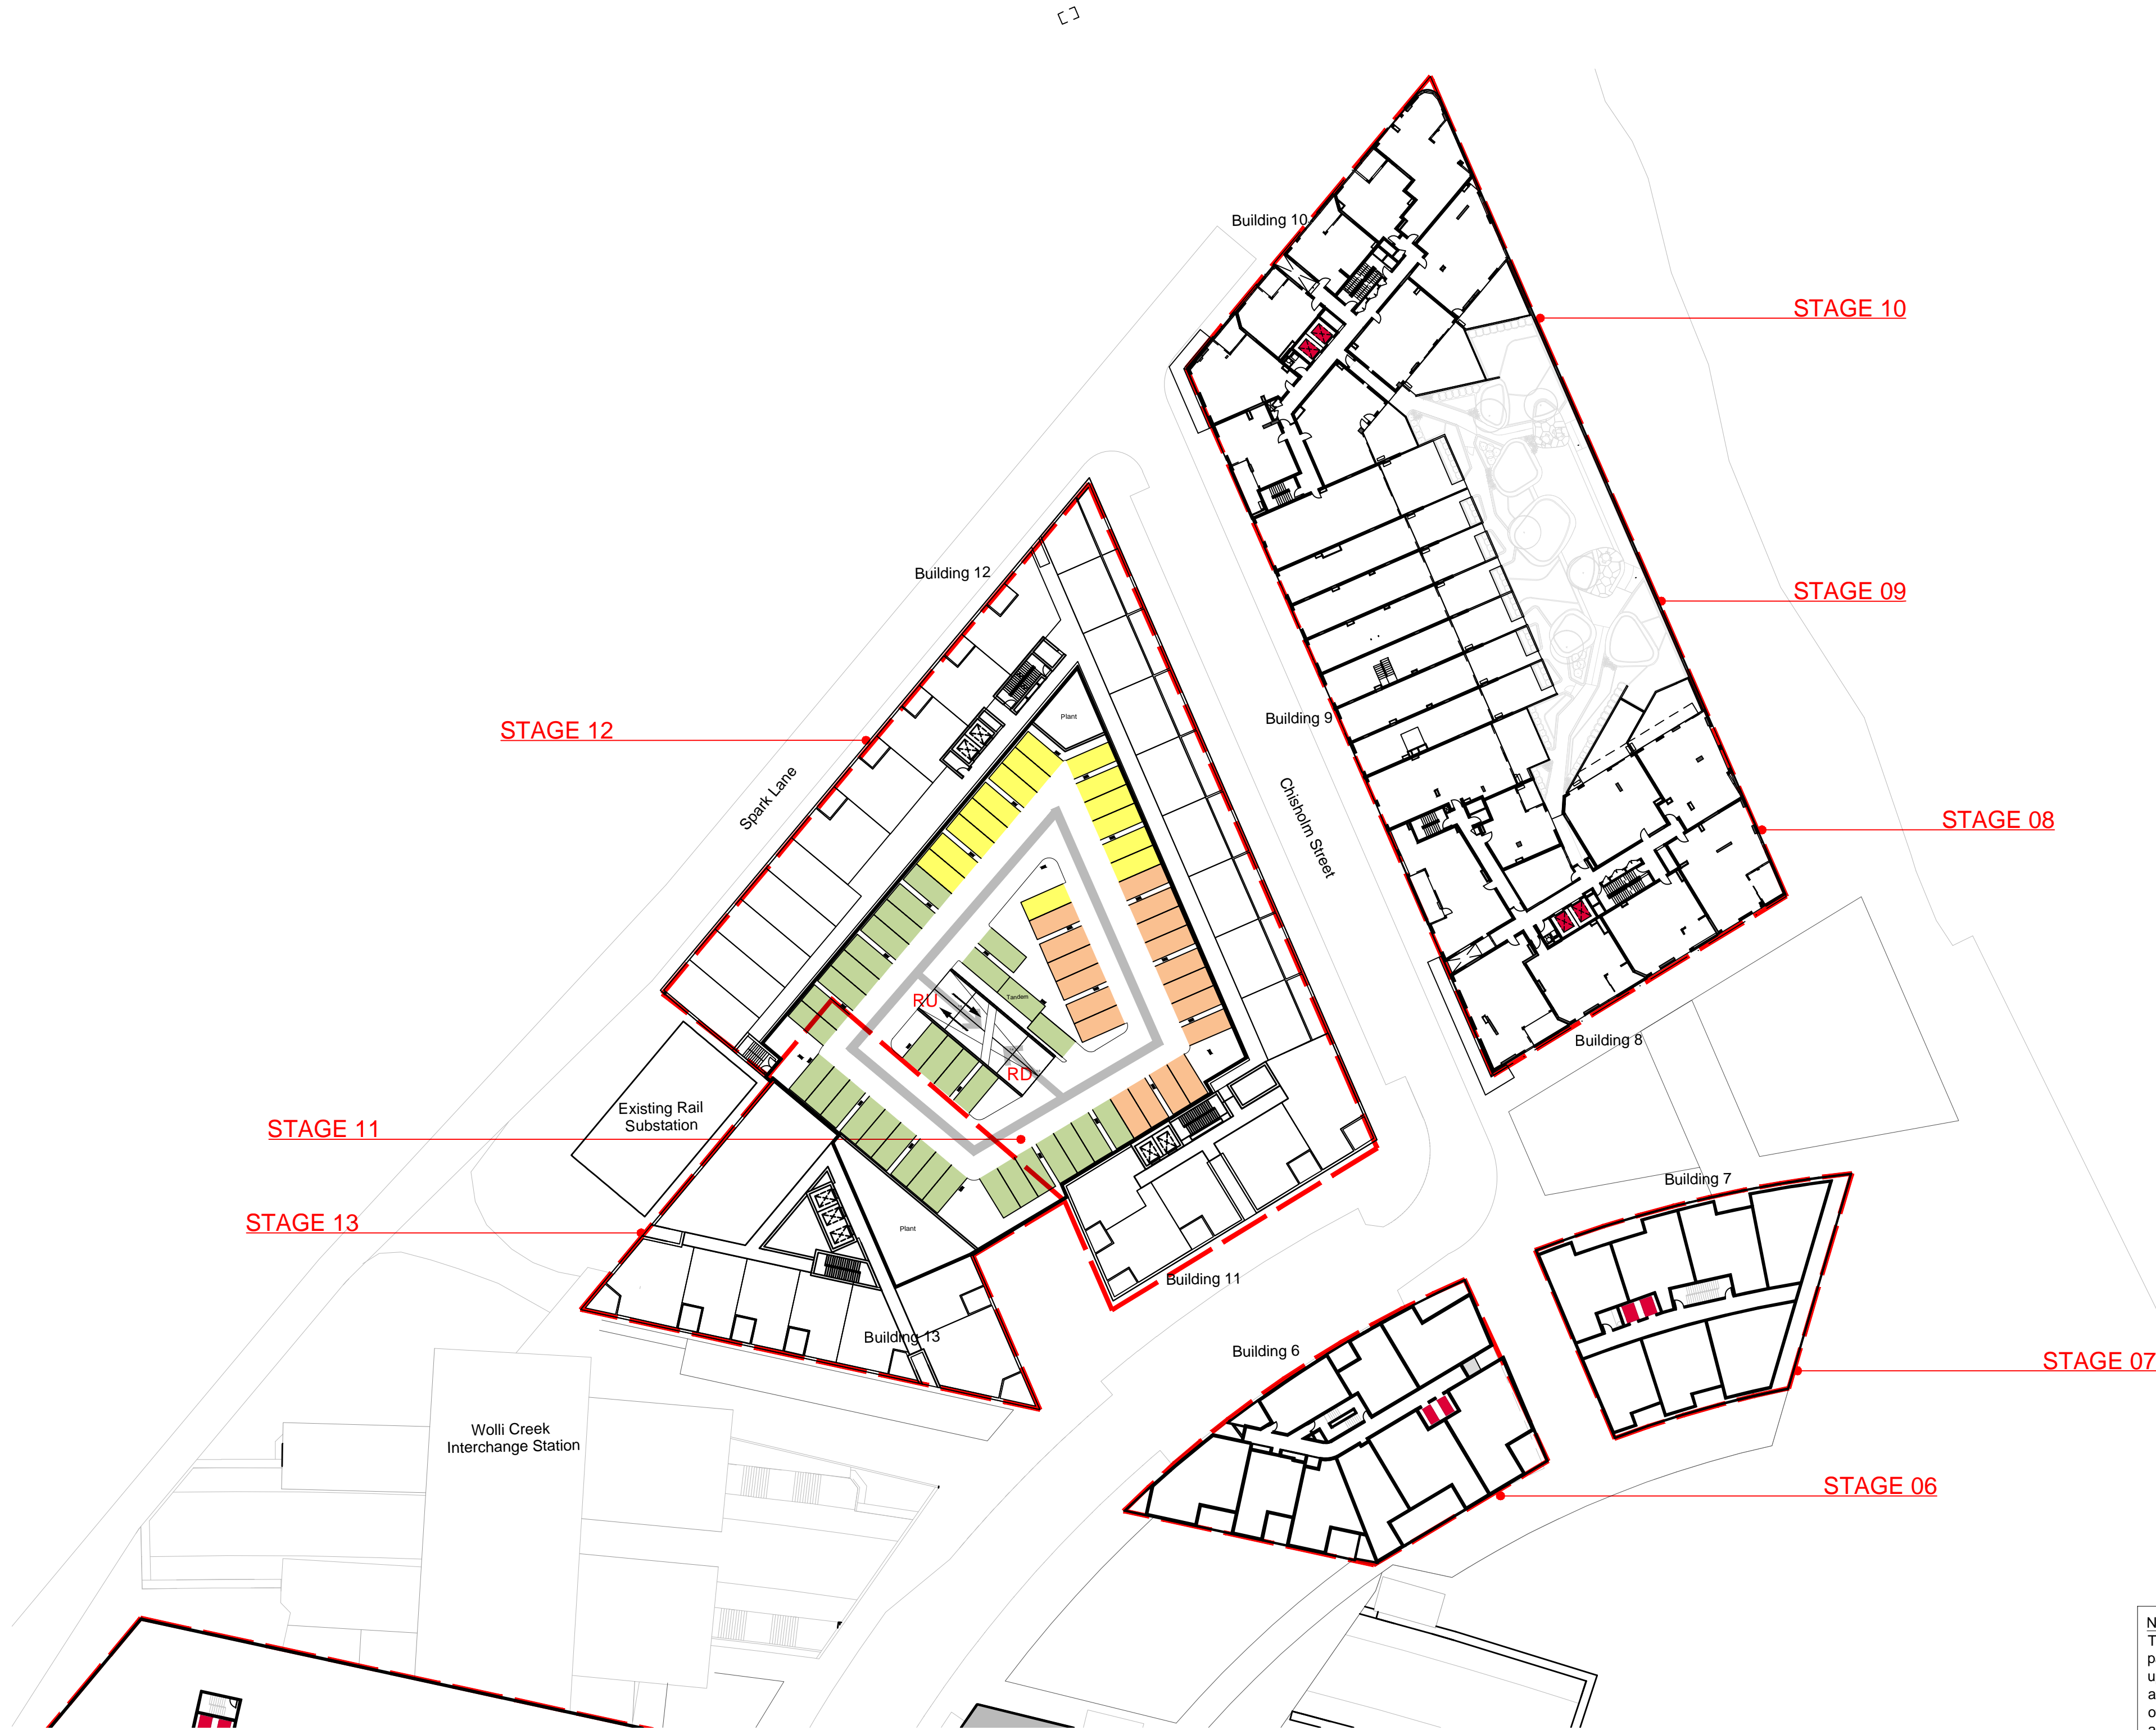 Building 10
STAGE 10
Building 12
STAGE 09
Plant
Building 9
STAGE 12
Spark Lane
Chisholm Street
STAGE 08
RU
Tandem
Building 8
RD
Existing Rail
Substation
STAGE 11
Building 7
STAGE 13
Plant
Building 11
Building 13
Building 6
STAGE 07
Wolli Creek
Interchange Station
STAGE 06
N
T
p
u
a
o